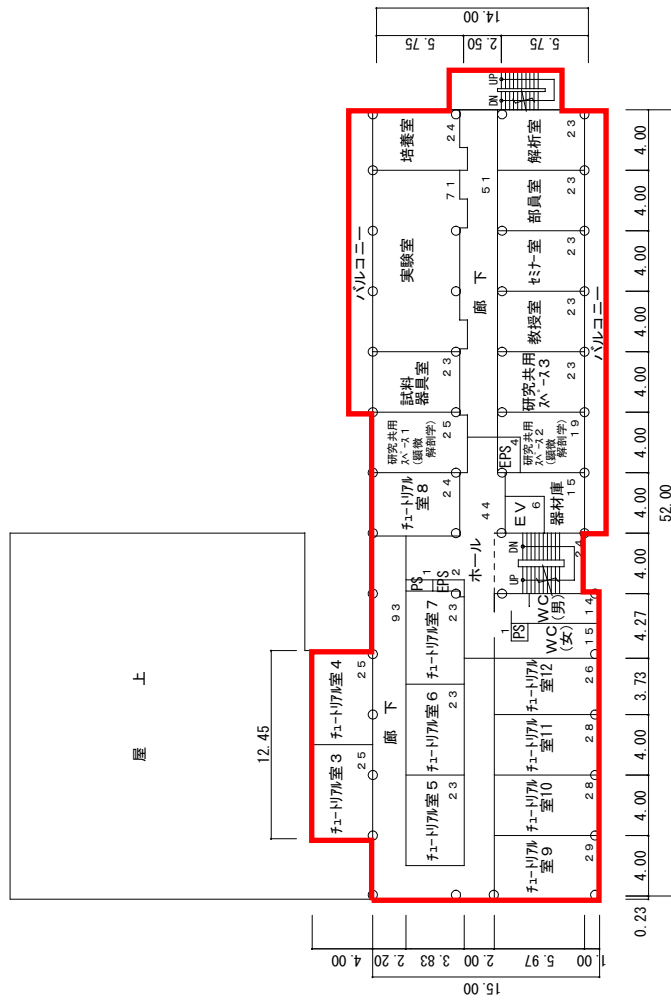 14.00
5.75
2.50
5.75
UP
DN
培養室
24
実験室
71
バルコニー
試料
器具室
23
研究共用
スペース1
(顕微
解剖学)
25
チュートリアル
室8
24
廊 下
51
解析室
23
部員室
23
セミナー室
23
教授室
23
研究共用
スペース3
23
バルコニー
EPS
4
研究共用
スペース2
(顕微
解剖学)
19
EV
6
器材庫
15
44
ホール
DN
UP
24
PS
1
EPS
2
93
廊 下
チュートリアル室7
23
チュートリアル室6
23
チュートリアル室5
23
チュートリアル室4
25
チュートリアル室3
25
12.45
屋 上
WC
(男)
14
PS
1
WC
(女)
15
チュートリアル
室12
26
チュートリアル
室11
28
チュートリアル
室10
28
チュートリアル
室9
29
4.00
4.00
4.00
4.00
4.00
4.00
4.00
4.00
4.27
3.73
4.00
4.00
4.00
0.23
52.00
4.00
2.20
3.83
2.00
5.97
1.00
15.00